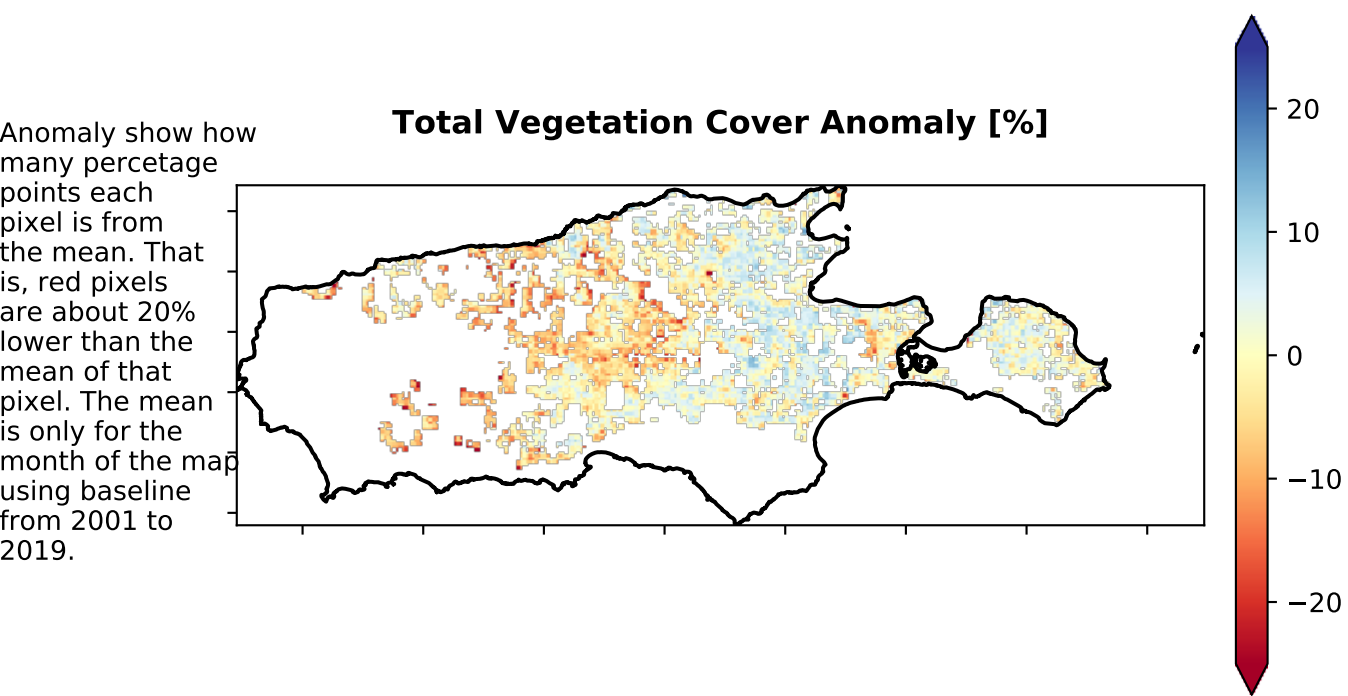 Total Vegetation Cover Anomaly [%]
Anomaly show how
many percetage
points each
pixel is from
the mean. That
is, red pixels
are about 20%
lower than the
mean of that
pixel. The mean
is only for the
month of the map
using baseline
from 2001 to
2019.
20
10
0
−10
−20